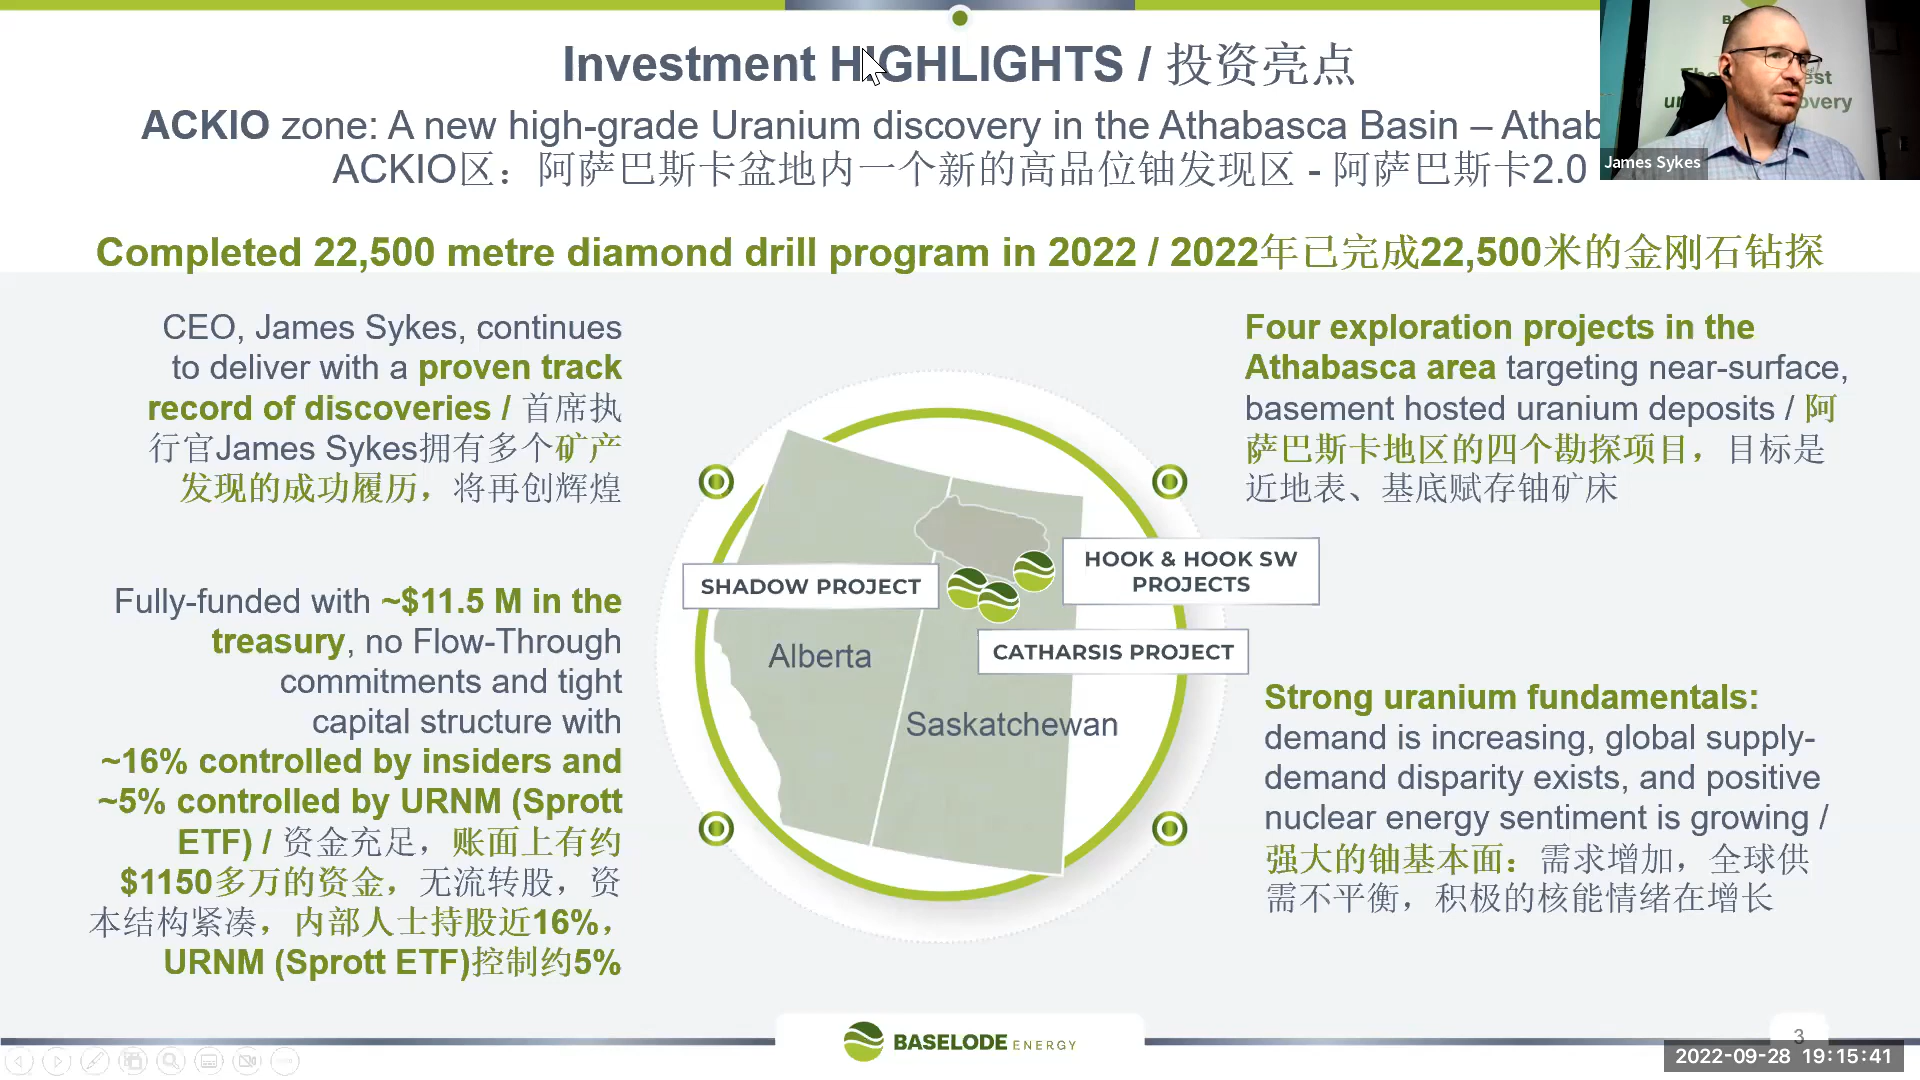 Investment HIGHLIGHTS / 投资亮点
ACKIO zone: A new high-grade Uranium discovery in the Athabasca Basin – Athab
ACKIO区：阿萨巴斯卡盆地内一个新的高品位铀发现区 - 阿萨巴斯卡2.0
James Sykes
Completed 22,500 metre diamond drill program in 2022 / 2022年已完成22,500米的金刚石钻探
CEO, James Sykes, continues
to deliver with a proven track
record of discoveries / 首席执
行官James Sykes拥有多个矿产
发现的成功履历，将再创辉煌
Fully-funded with ~$11.5 M in the
treasury, no Flow-Through
commitments and tight
capital structure with
~16% controlled by insiders and
~5% controlled by URNM (Sprott
ETF) / 资金充足，账面上有约
$1150多万的资金，无流转股，资
本结构紧凑，内部人士持股近16%，
URNM (Sprott ETF)控制约5%
SHADOW PROJECT
HOOK & HOOK SW
PROJECTS
CATHARSIS PROJECT
Alberta
Saskatchewan
Four exploration projects in the
Athabasca area targeting near-surface,
basement hosted uranium deposits / 阿
萨巴斯卡地区的四个勘探项目，目标是
近地表、基底赋存铀矿床
Strong uranium fundamentals:
demand is increasing, global supply-
demand disparity exists, and positive
nuclear energy sentiment is growing /
强大的铀基本面：需求增加，全球供
需不平衡，积极的核能情绪在增长
BASELODE ENERGY
3
2022-09-28 19:15:41